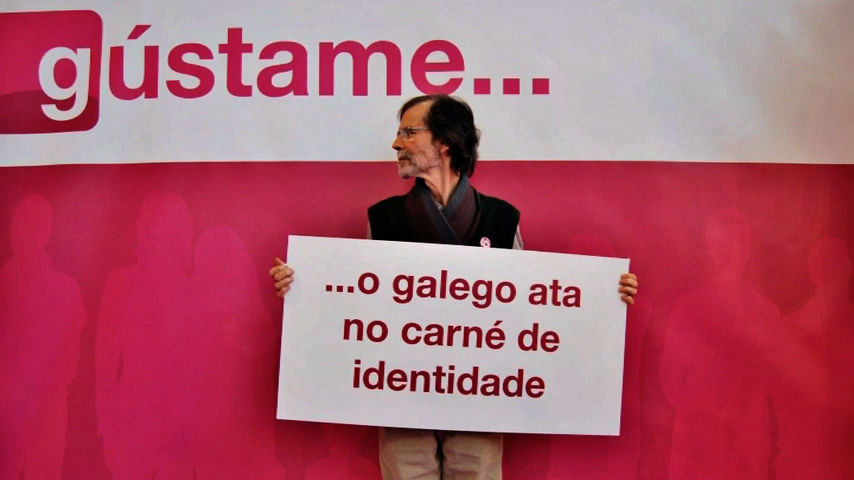 gústame...
...o galego ata
no carné de
identidade